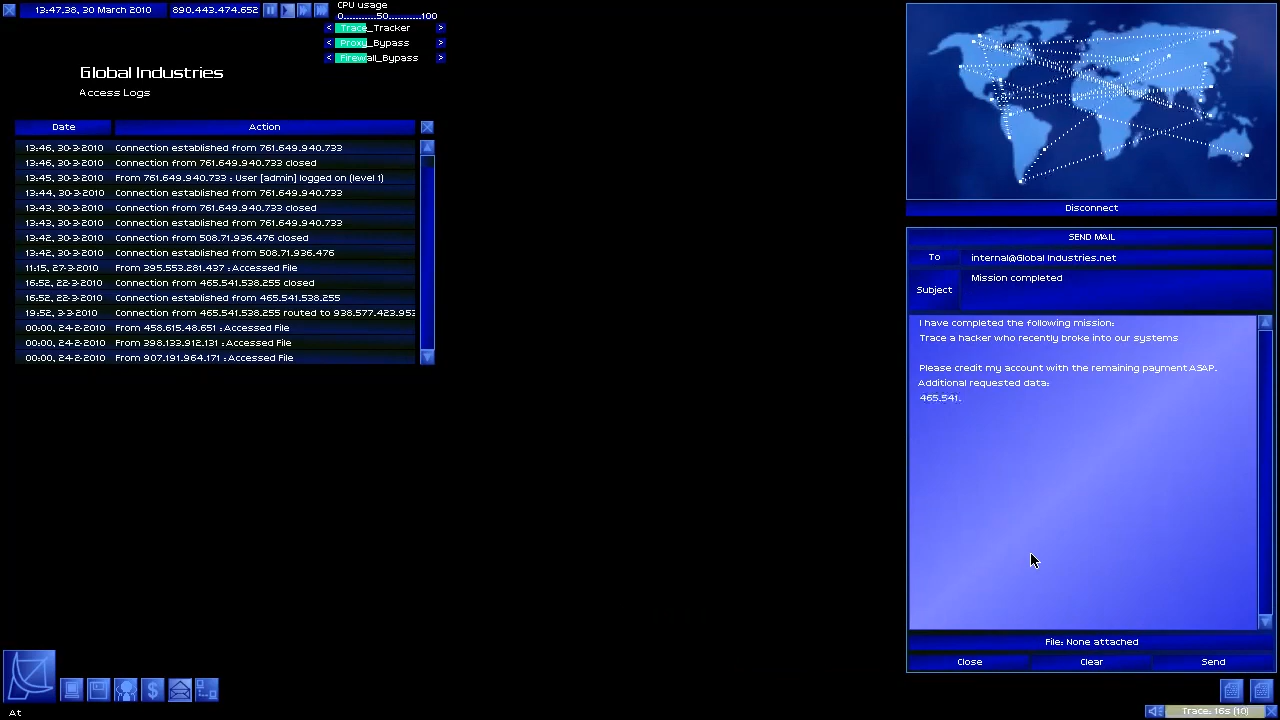 13:47.38, 30 March 2010
890.443.474.652
CPU usage
0..........50..........100
< Trace_Tracker >
< Proxy_Bypass >
< Firewall_Bypass >
Global Industries
Access Logs
Date Action
13:46, 30-3-2010 Connection established from 761.649.940.733
13:46, 30-3-2010 Connection from 761.649.940.733 closed
13:45, 30-3-2010 From 761.649.940.733 : User [admin] logged on (level 1)
13:44, 30-3-2010 Connection established from 761.649.940.733
13:43, 30-3-2010 Connection from 761.649.940.733 closed
13:43, 30-3-2010 Connection established from 761.649.940.733
13:42, 30-3-2010 Connection from 508.71.936.476 closed
13:42, 30-3-2010 Connection established from 508.71.936.476
11:15, 27-3-2010 From 395.553.281.437 : Accessed File
16:52, 22-3-2010 Connection from 465.541.538.255 closed
16:52, 22-3-2010 Connection established from 465.541.538.255
19:52, 3-3-2010 Connection from 465.541.538.255 routed to 938.577.423.953
00:00, 24-2-2010 From 458.615.48.651 : Accessed File
00:00, 24-2-2010 From 398.133.912.131 : Accessed File
00:00, 24-2-2010 From 907.191.964.171 : Accessed File
Disconnect
SEND MAIL
To internal@Global Industries.net
Subject Mission completed
I have completed the following mission:
Trace a hacker who recently broke into our systems
Please credit my account with the remaining payment ASAP.
Additional requested data:
465.541.
File: None attached
Close Clear Send
At
Trace: 16s (10)